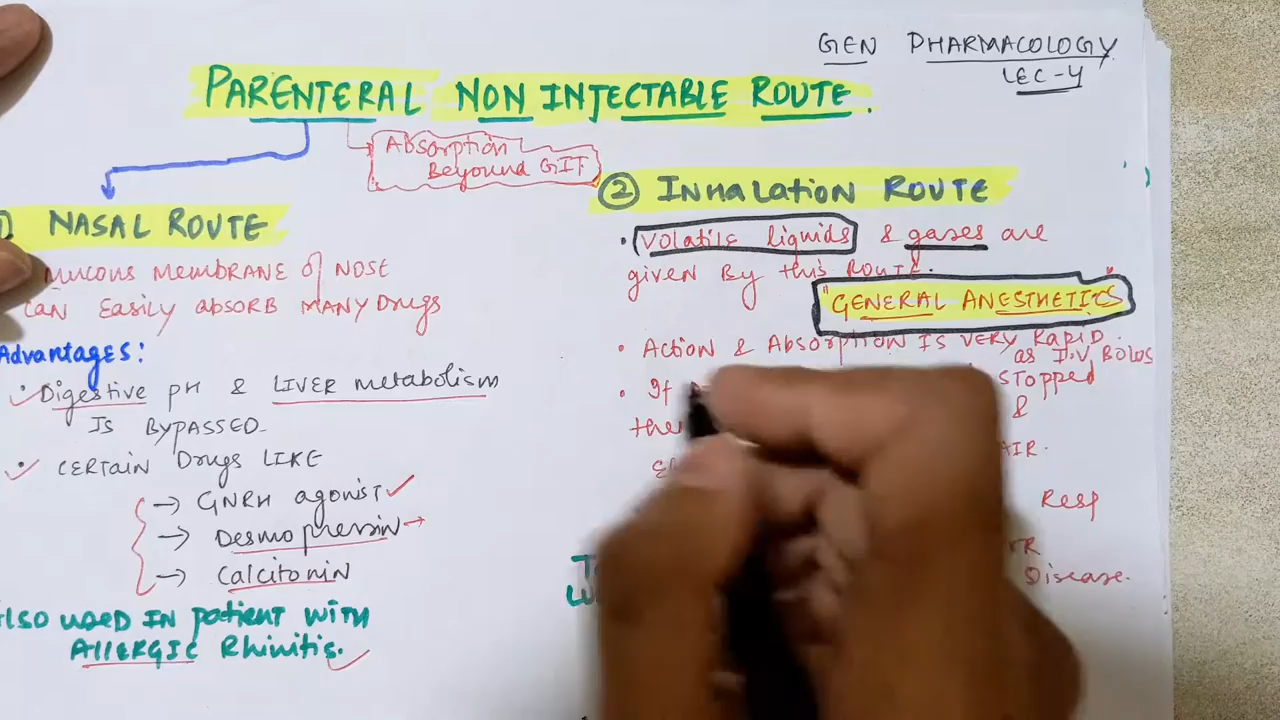 GEN PHARMACOLOGY
LEC-4
PARENTERAL NON INJECTABLE ROUTE.
Absorption
Beyound GIT
NASAL ROUTE
mucous membrane of NOSE
can Easily absorb MANY Drugs
Advantages:
Digestive pH & LIVER metabolism
Is BYPASSED
CERTAIN Drugs LIKE
→ GNRH agonist
→ Desmopressin →
→ Calcitonin
Also used IN patient with
ALLERGIC Rhinitis.
② INHALATION ROUTE
• Volatile liquids & gases are
given By this Route.
"GENERAL ANESTHETICS"
• Action & Absorption IS VERY Rapid.
as I.V Bolus
• If
STOPPED
&
AIR.
Resp
Disease.